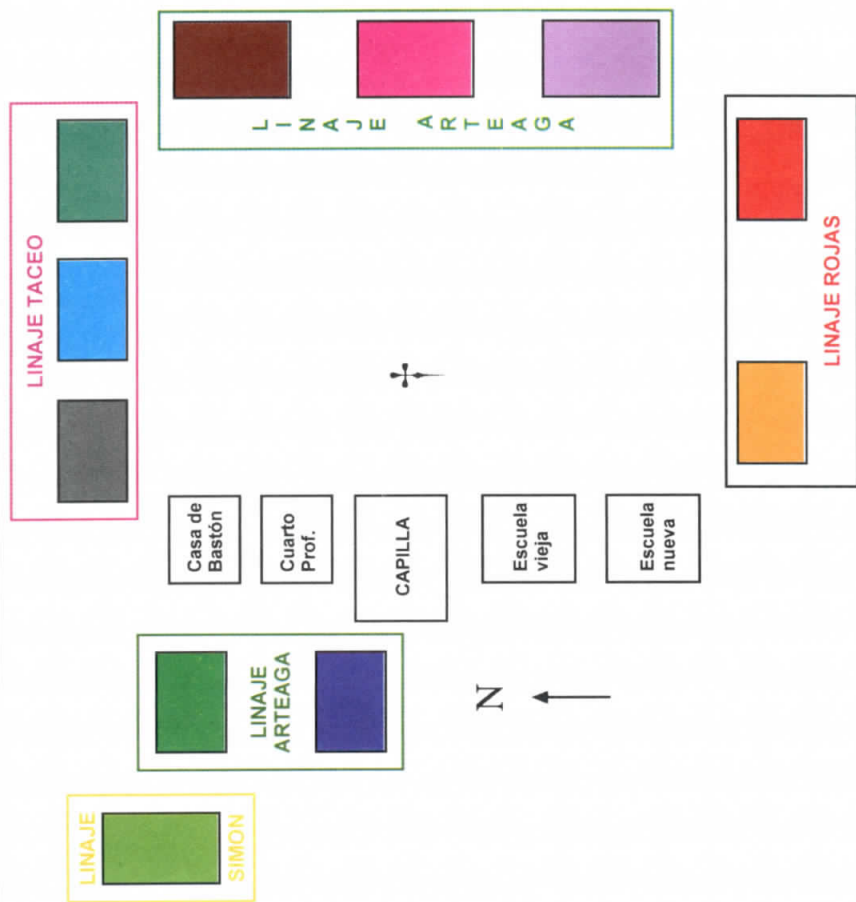 LINAJE TACEO
LINAJE
SIMON
LINAJE
ARTEAGA
Casa de
Bastón
Cuarto
Prof.
CAPILLA
Escuela
vieja
Escuela
nueva
N
LINAJE ARTEAGA
LINAJE ROJAS